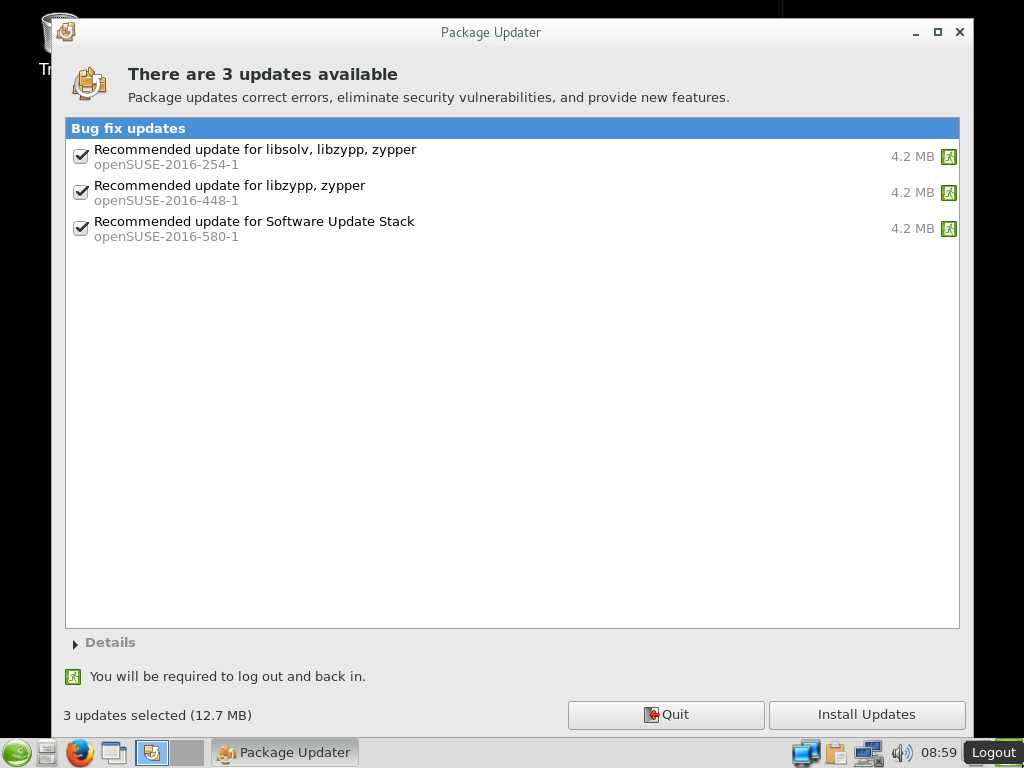 Package Updater
Tr
There are 3 updates available
Package updates correct errors, eliminate security vulnerabilities, and provide new features.
Bug fix updates
Recommended update for libsolv, libzypp, zypper
openSUSE-2016-254-1
4.2 MB
Recommended update for libzypp, zypper
openSUSE-2016-448-1
4.2 MB
Recommended update for Software Update Stack
openSUSE-2016-580-1
4.2 MB
Details
You will be required to log out and back in.
3 updates selected (12.7 MB)
Quit
Install Updates
Package Updater
08:59
Logout